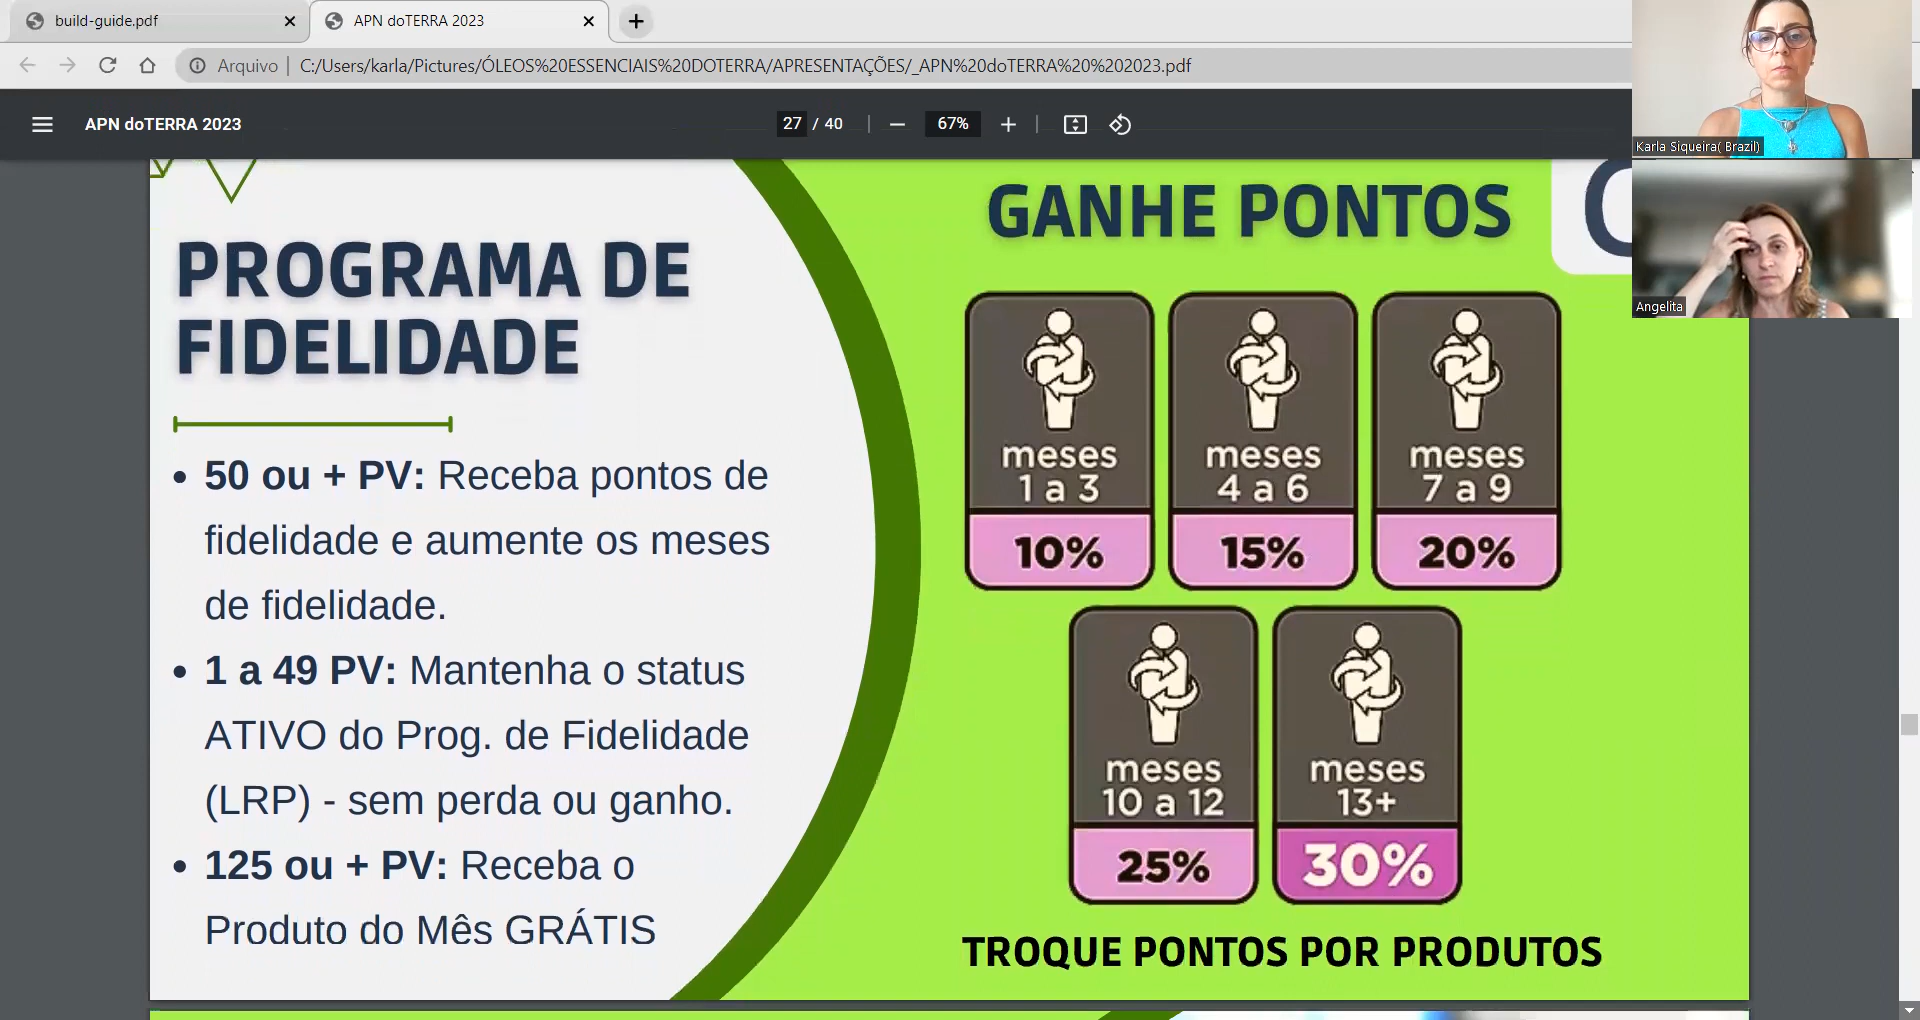 build-guide.pdf
APN doTERRA 2023
Arquivo
C:/Users/karla/Pictures/ÓLEOS%20ESSENCIAIS%20DOTERRA/APRESENTAÇÕES/_APN%20doTERRA%20%202023.pdf
APN doTERRA 2023
27 / 40
67%
Karla Siqueira( Brazil)
Angelita
PROGRAMA DE
FIDELIDADE
• 50 ou + PV: Receba pontos de
fidelidade e aumente os meses
de fidelidade.
• 1 a 49 PV: Mantenha o status
ATIVO do Prog. de Fidelidade
(LRP) - sem perda ou ganho.
• 125 ou + PV: Receba o
Produto do Mês GRÁTIS
GANHE PONTOS
meses
1 a 3
10%
meses
4 a 6
15%
meses
7 a 9
20%
meses
10 a 12
25%
meses
13+
30%
TROQUE PONTOS POR PRODUTOS